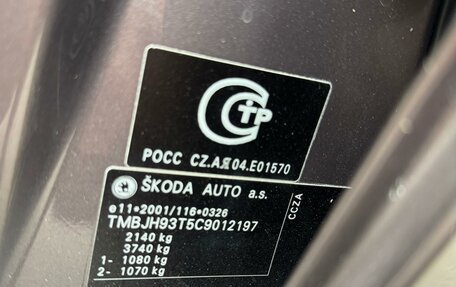 СТР
РОСС CZ.АЯ04.E01570
ŠKODA AUTO a.s.
e11*2001/116*0326
TMBJH93T5C9012197
2140 kg
3740 kg
1- 1080 kg
2- 1070 kg
CCZA